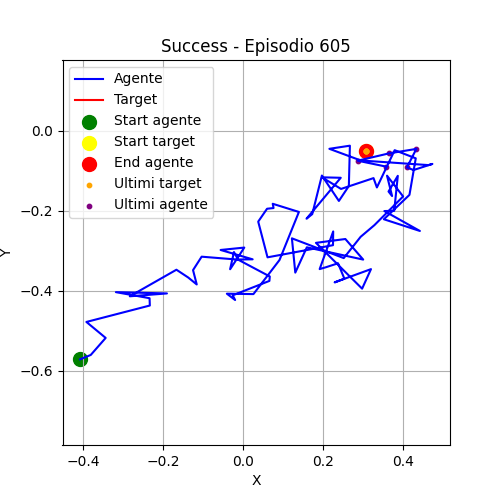 Success - Episodio 605
Agente
Target
Start agente
Start target
End agente
Ultimi target
Ultimi agente
0.0
−0.2
−0.4
−0.6
Y
−0.4 −0.2 0.0 0.2 0.4
X